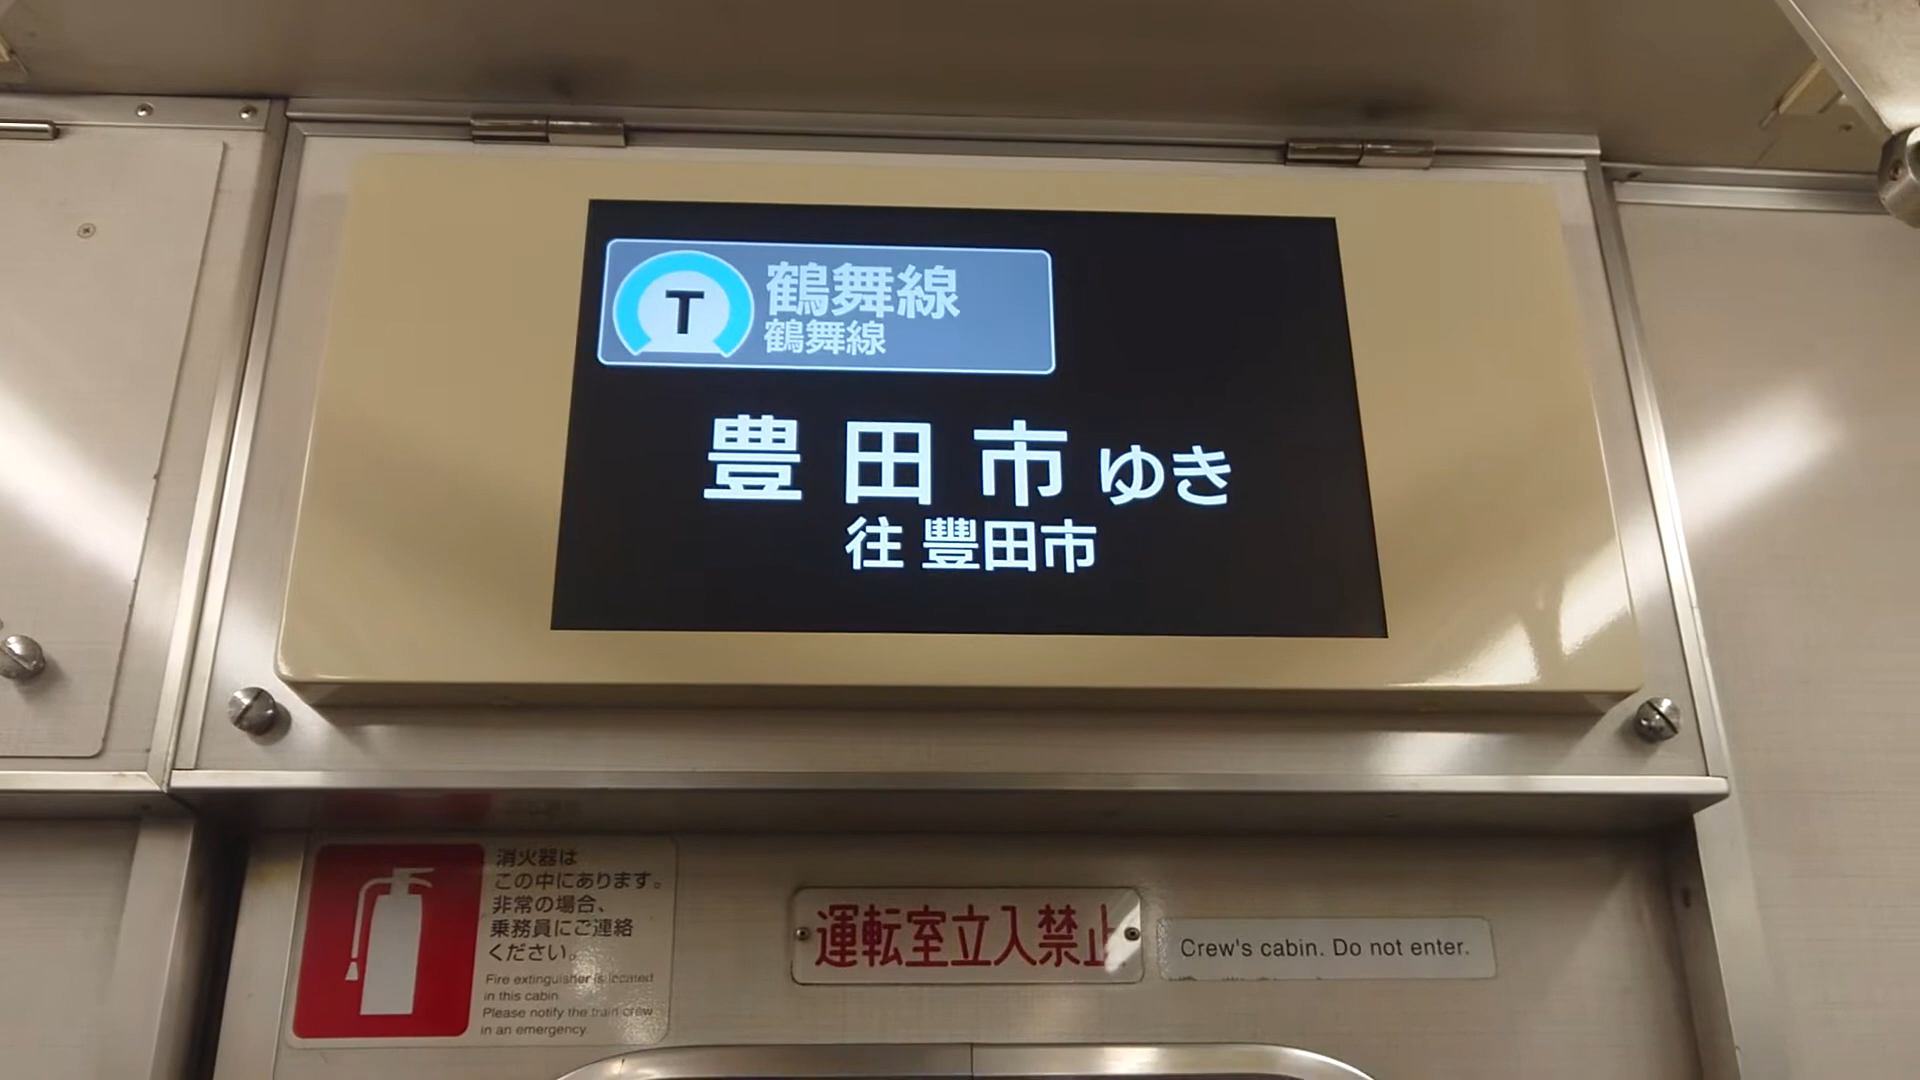 T
鶴舞線
鶴舞線
豊田市ゆき
往 豐田市
消火器は
この中にあります。
非常の場合、
乗務員にご連絡
ください。
Fire extinguisher is located
in this cabin.
Please notify the train crew
in an emergency.
運転室立入禁止
Crew's cabin. Do not enter.